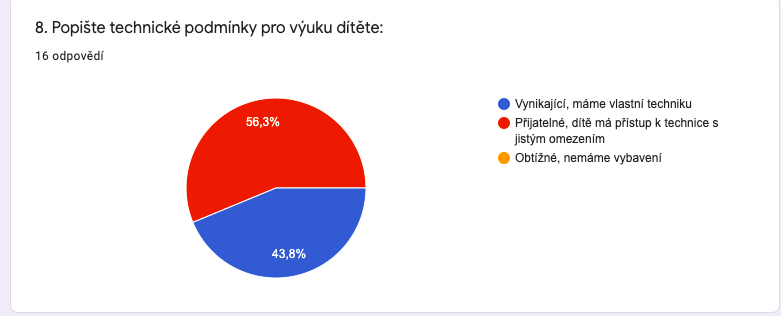 8. Popište technické podmínky pro výuku dítěte:
16 odpovědí
56,3%
43,8%
Vynikající, máme vlastní techniku
Přijatelné, dítě má přístup k technice s
jistým omezením
Obtížné, nemáme vybavení